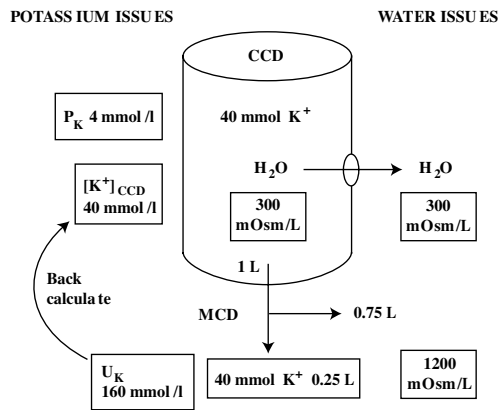 POTASSIUM ISSUES
WATER ISSUES
CCD
P_K 4 mmol/l
40 mmol K⁺
[K⁺]CCD
40 mmol/l
H₂O
H₂O
300
mOsm/L
300
mOsm/L
1 L
Back
calculate
MCD
0.75 L
U_K
160 mmol/l
40 mmol K⁺ 0.25 L
1200
mOsm/L